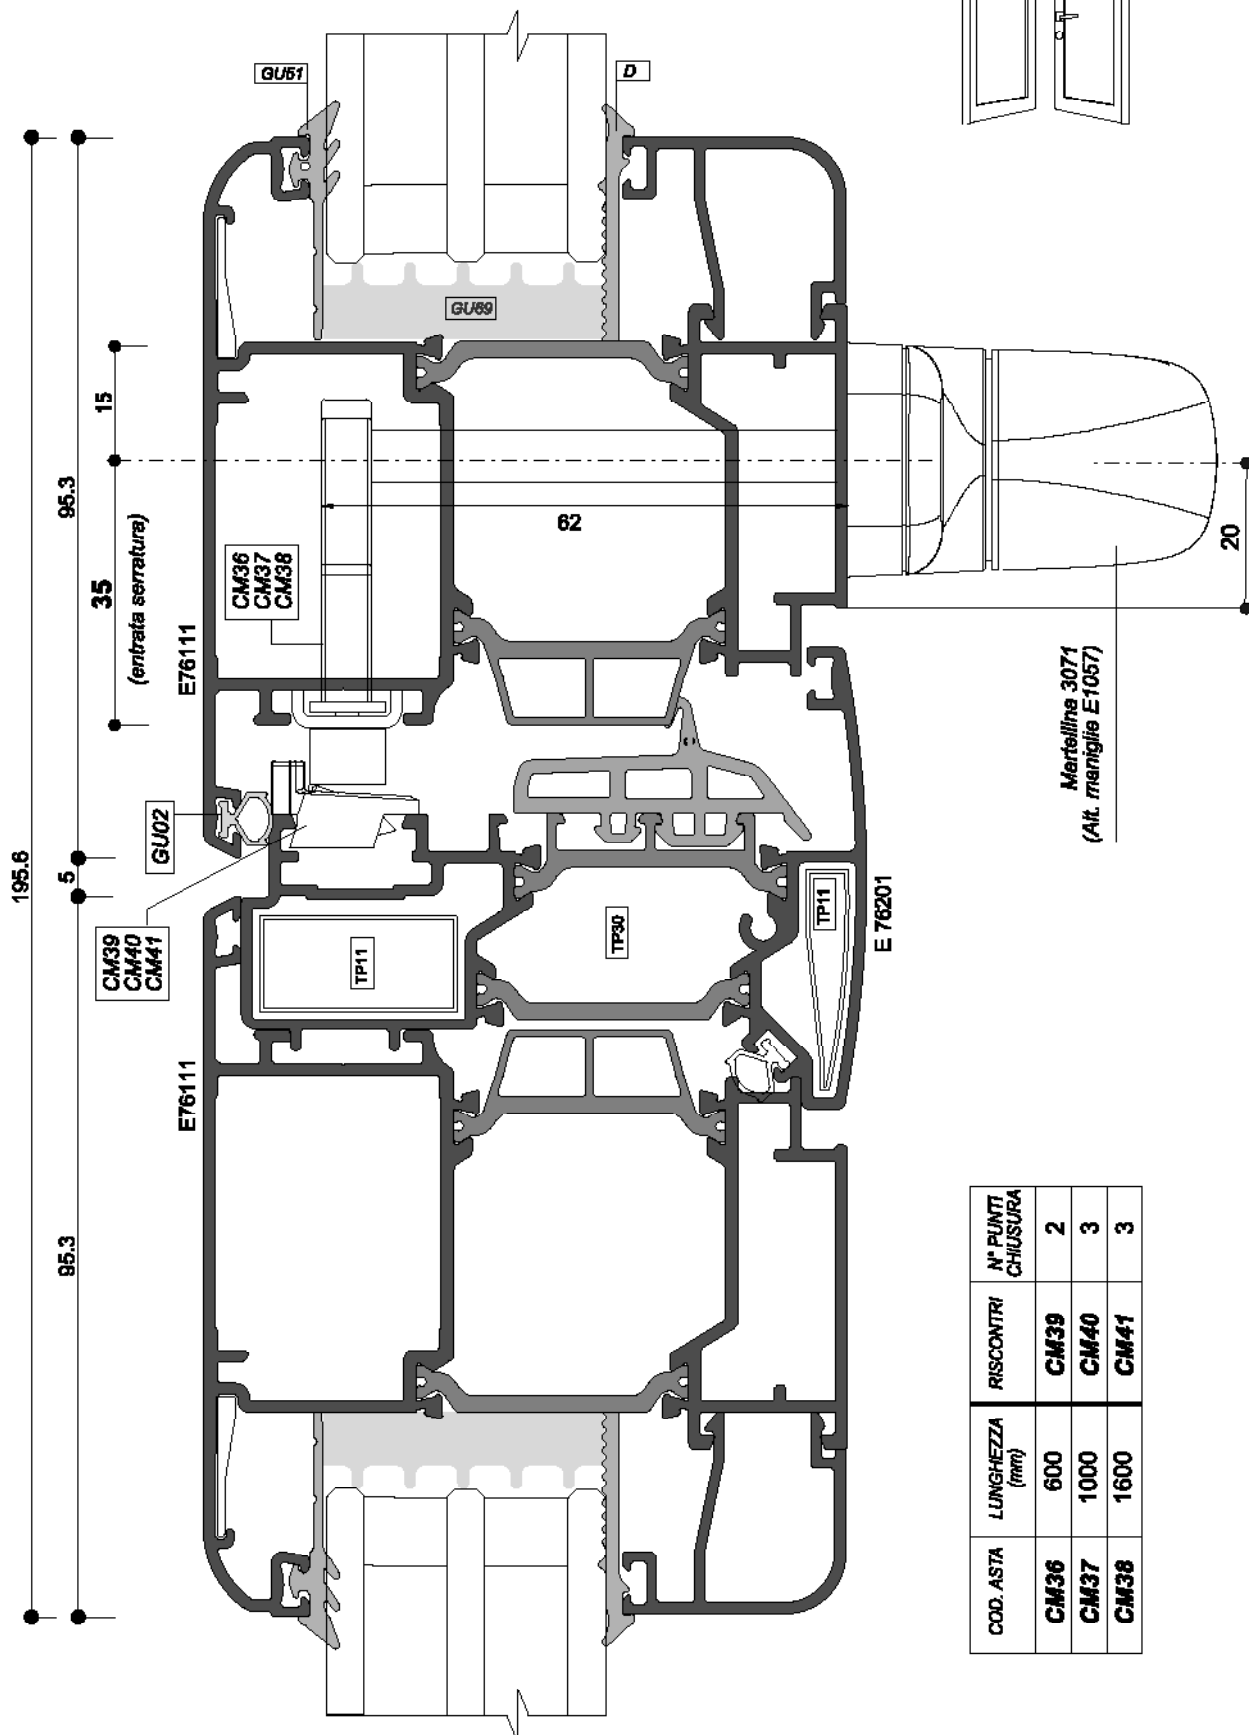 GU51
D
GU69
15
95.3
35
(entrata serratura)
62
20
CM36
CM37
CM38
E76111
Martellina 3071
(Alt. maniglie E1057)
GU02
195.6
5
CM39
CM40
CM41
TP11
TP30
TP11
E 76201
E76111
95.3
COD. ASTA
LUNGHEZZA
(mm)
RISCONTRI
N° PUNTI
CHIUSURA
CM36
600
CM39
2
CM37
1000
CM40
3
CM38
1600
CM41
3